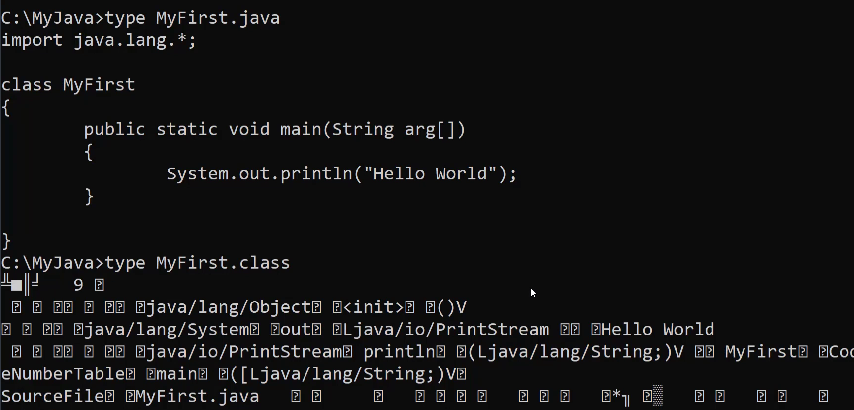 C:\MyJava>type MyFirst.java
import java.lang.*;
class MyFirst
{
public static void main(String arg[])
{
System.out.println("Hello World");
}
}
C:\MyJava>type MyFirst.class
╩■║╛ 9 ⍰
⍰ ⍰ ⍰⍰ ⍰ ⍰⍰ ⍰java/lang/Object⍰ ⍰<init>⍰ ⍰()V
⍰ ⍰ ⍰⍰ ⍰java/lang/System⍰ ⍰out⍰ ⍰Ljava/io/PrintStream ⍰⍰ ⍰Hello World
⍰ ⍰ ⍰⍰ ⍰ ⍰⍰ ⍰java/io/PrintStream⍰ println⍰ ⍰(Ljava/lang/String;)V ⍰⍰ MyFirst⍰ ⍰Cod
eNumberTable⍰ ⍰main⍰ ⍰([Ljava/lang/String;)V⍰
SourceFile⍰ ⍰MyFirst.java ⍰ ⍰ ⍰ ⍰ ⍰ ⍰ ⍰ ⍰ ⍰ ⍰ ⍰*╖ ⍰▒ ⍰ ⍰ ⍰ ⍰ ⍰